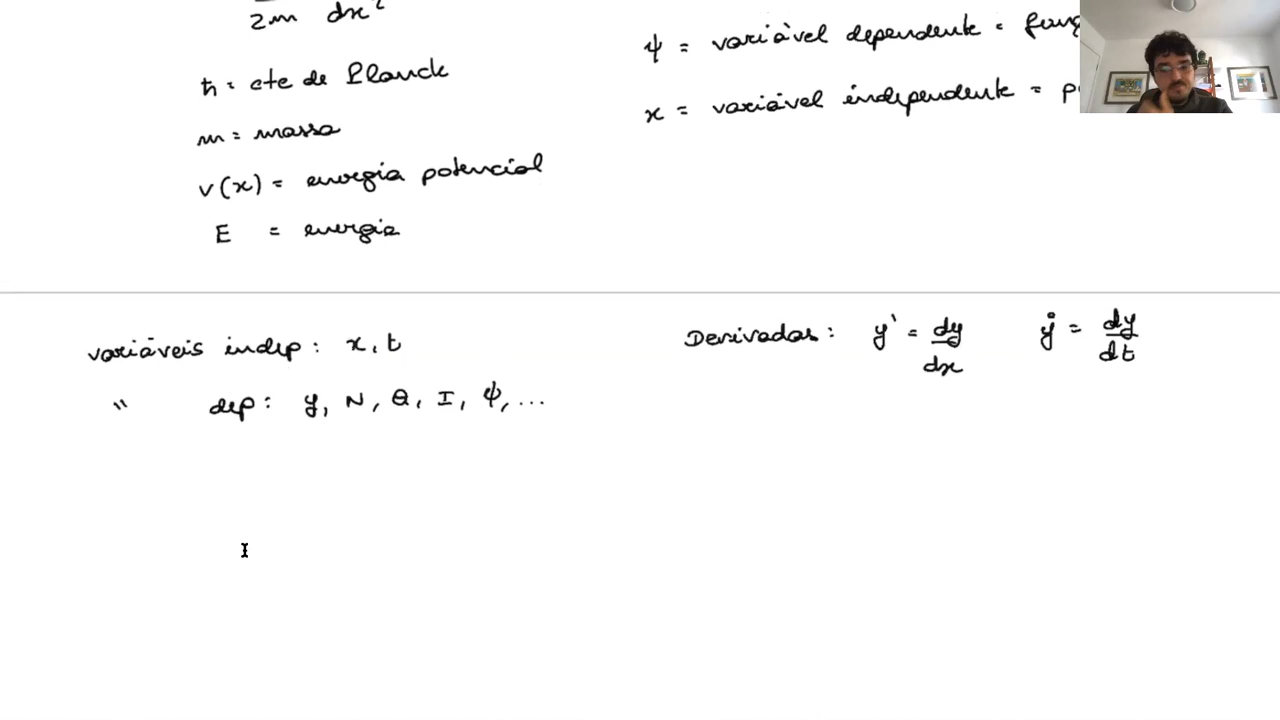 2m dx²
ħ = cte de Planck
m = massa
V(x) = energia potencial
E = energia
ψ = variável dependente =
x = variável independente =
variáveis indep: x, t
" dep: y, N, Q, I, ψ, ...
Derivadas: y' = dy/dx ẏ = dy/dt